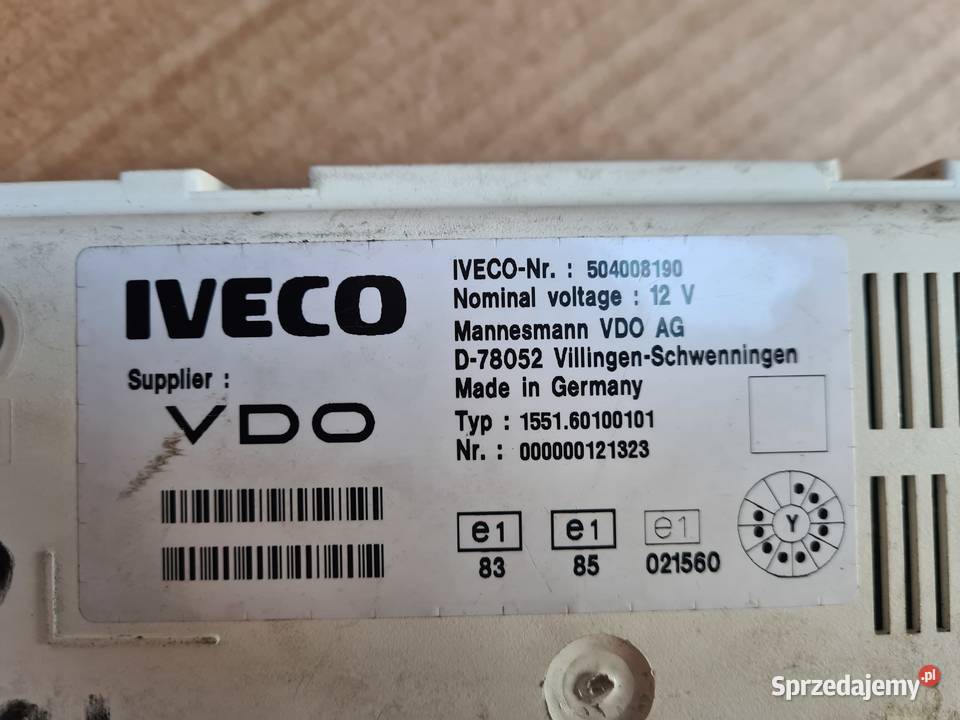 IVECO
Supplier :
VDO
IVECO-Nr. : 504008190
Nominal voltage : 12 V
Mannesmann VDO AG
D-78052 Villingen-Schwenningen
Made in Germany
Typ : 1551.60100101
Nr. : 000000121323
e1
83
e1
85
e1
021560
Y
Sprzedajemy.pl